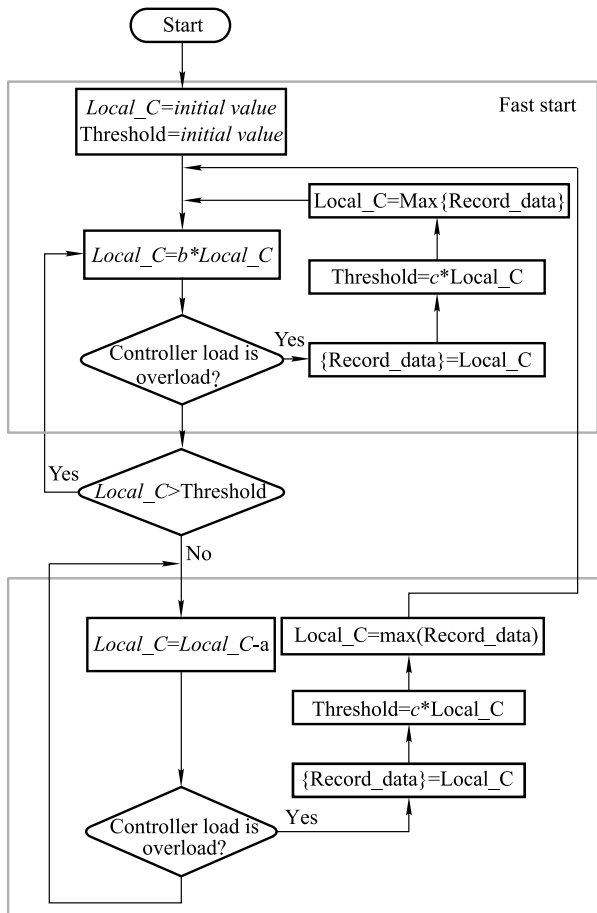 Start
Local_C=initial value
Threshold=initial value
Fast start
Local_C=Max{Record_data}
Local_C=b*Local_C
Threshold=c*Local_C
Controller load is
overload?
Yes
{Record_data}=Local_C
Yes
Local_C>Threshold
No
Local_C=Local_C-a
Local_C=max(Record_data)
Threshold=c*Local_C
{Record_data}=Local_C
Controller load is
overload?
Yes